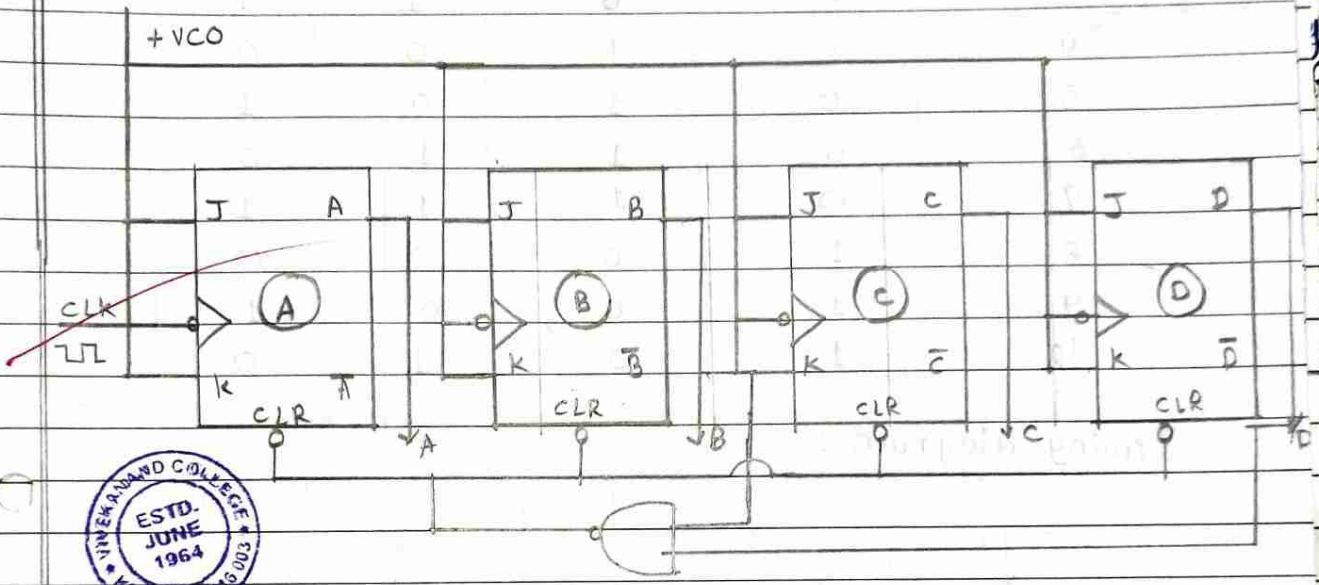 + VCO
J A J B J C J D
CLK A B C D
K A̅ K B̅ K C̅ K D̅
CLR CLR CLR CLR
A B C D
VIVEKANAND COLLEGE
ESTD.
JUNE
1964